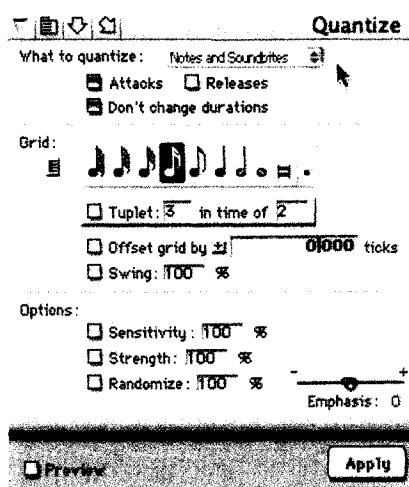 Quantize
What to quantize: Notes and Soundbites
Attacks Releases
Don't change durations
Grid:
Tuplet: 3 in time of 2
Offset grid by ± 0|000 ticks
Swing: 100 %
Options:
Sensitivity: 100 %
Strength: 100 %
Randomize: 100 %
- +
Emphasis: 0
Preview Apply